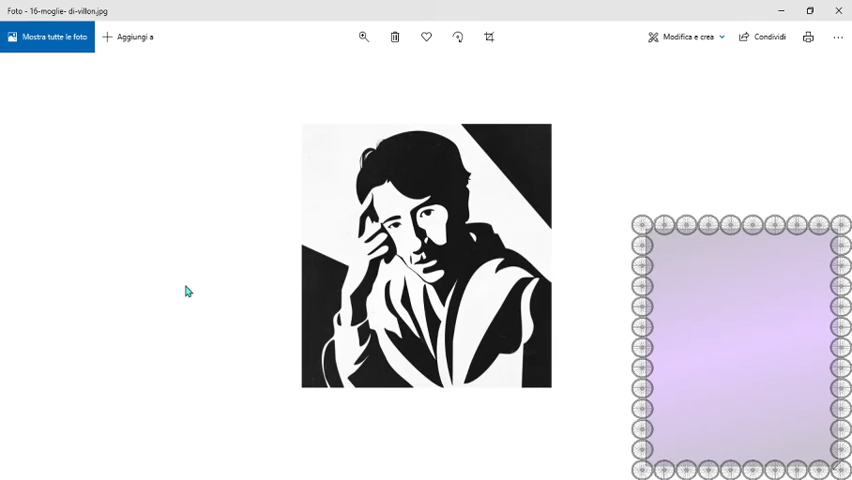 Foto - 16-moglie- di-villon.jpg
Mostra tutte le foto
Aggiungi a
Modifica e crea
Condividi